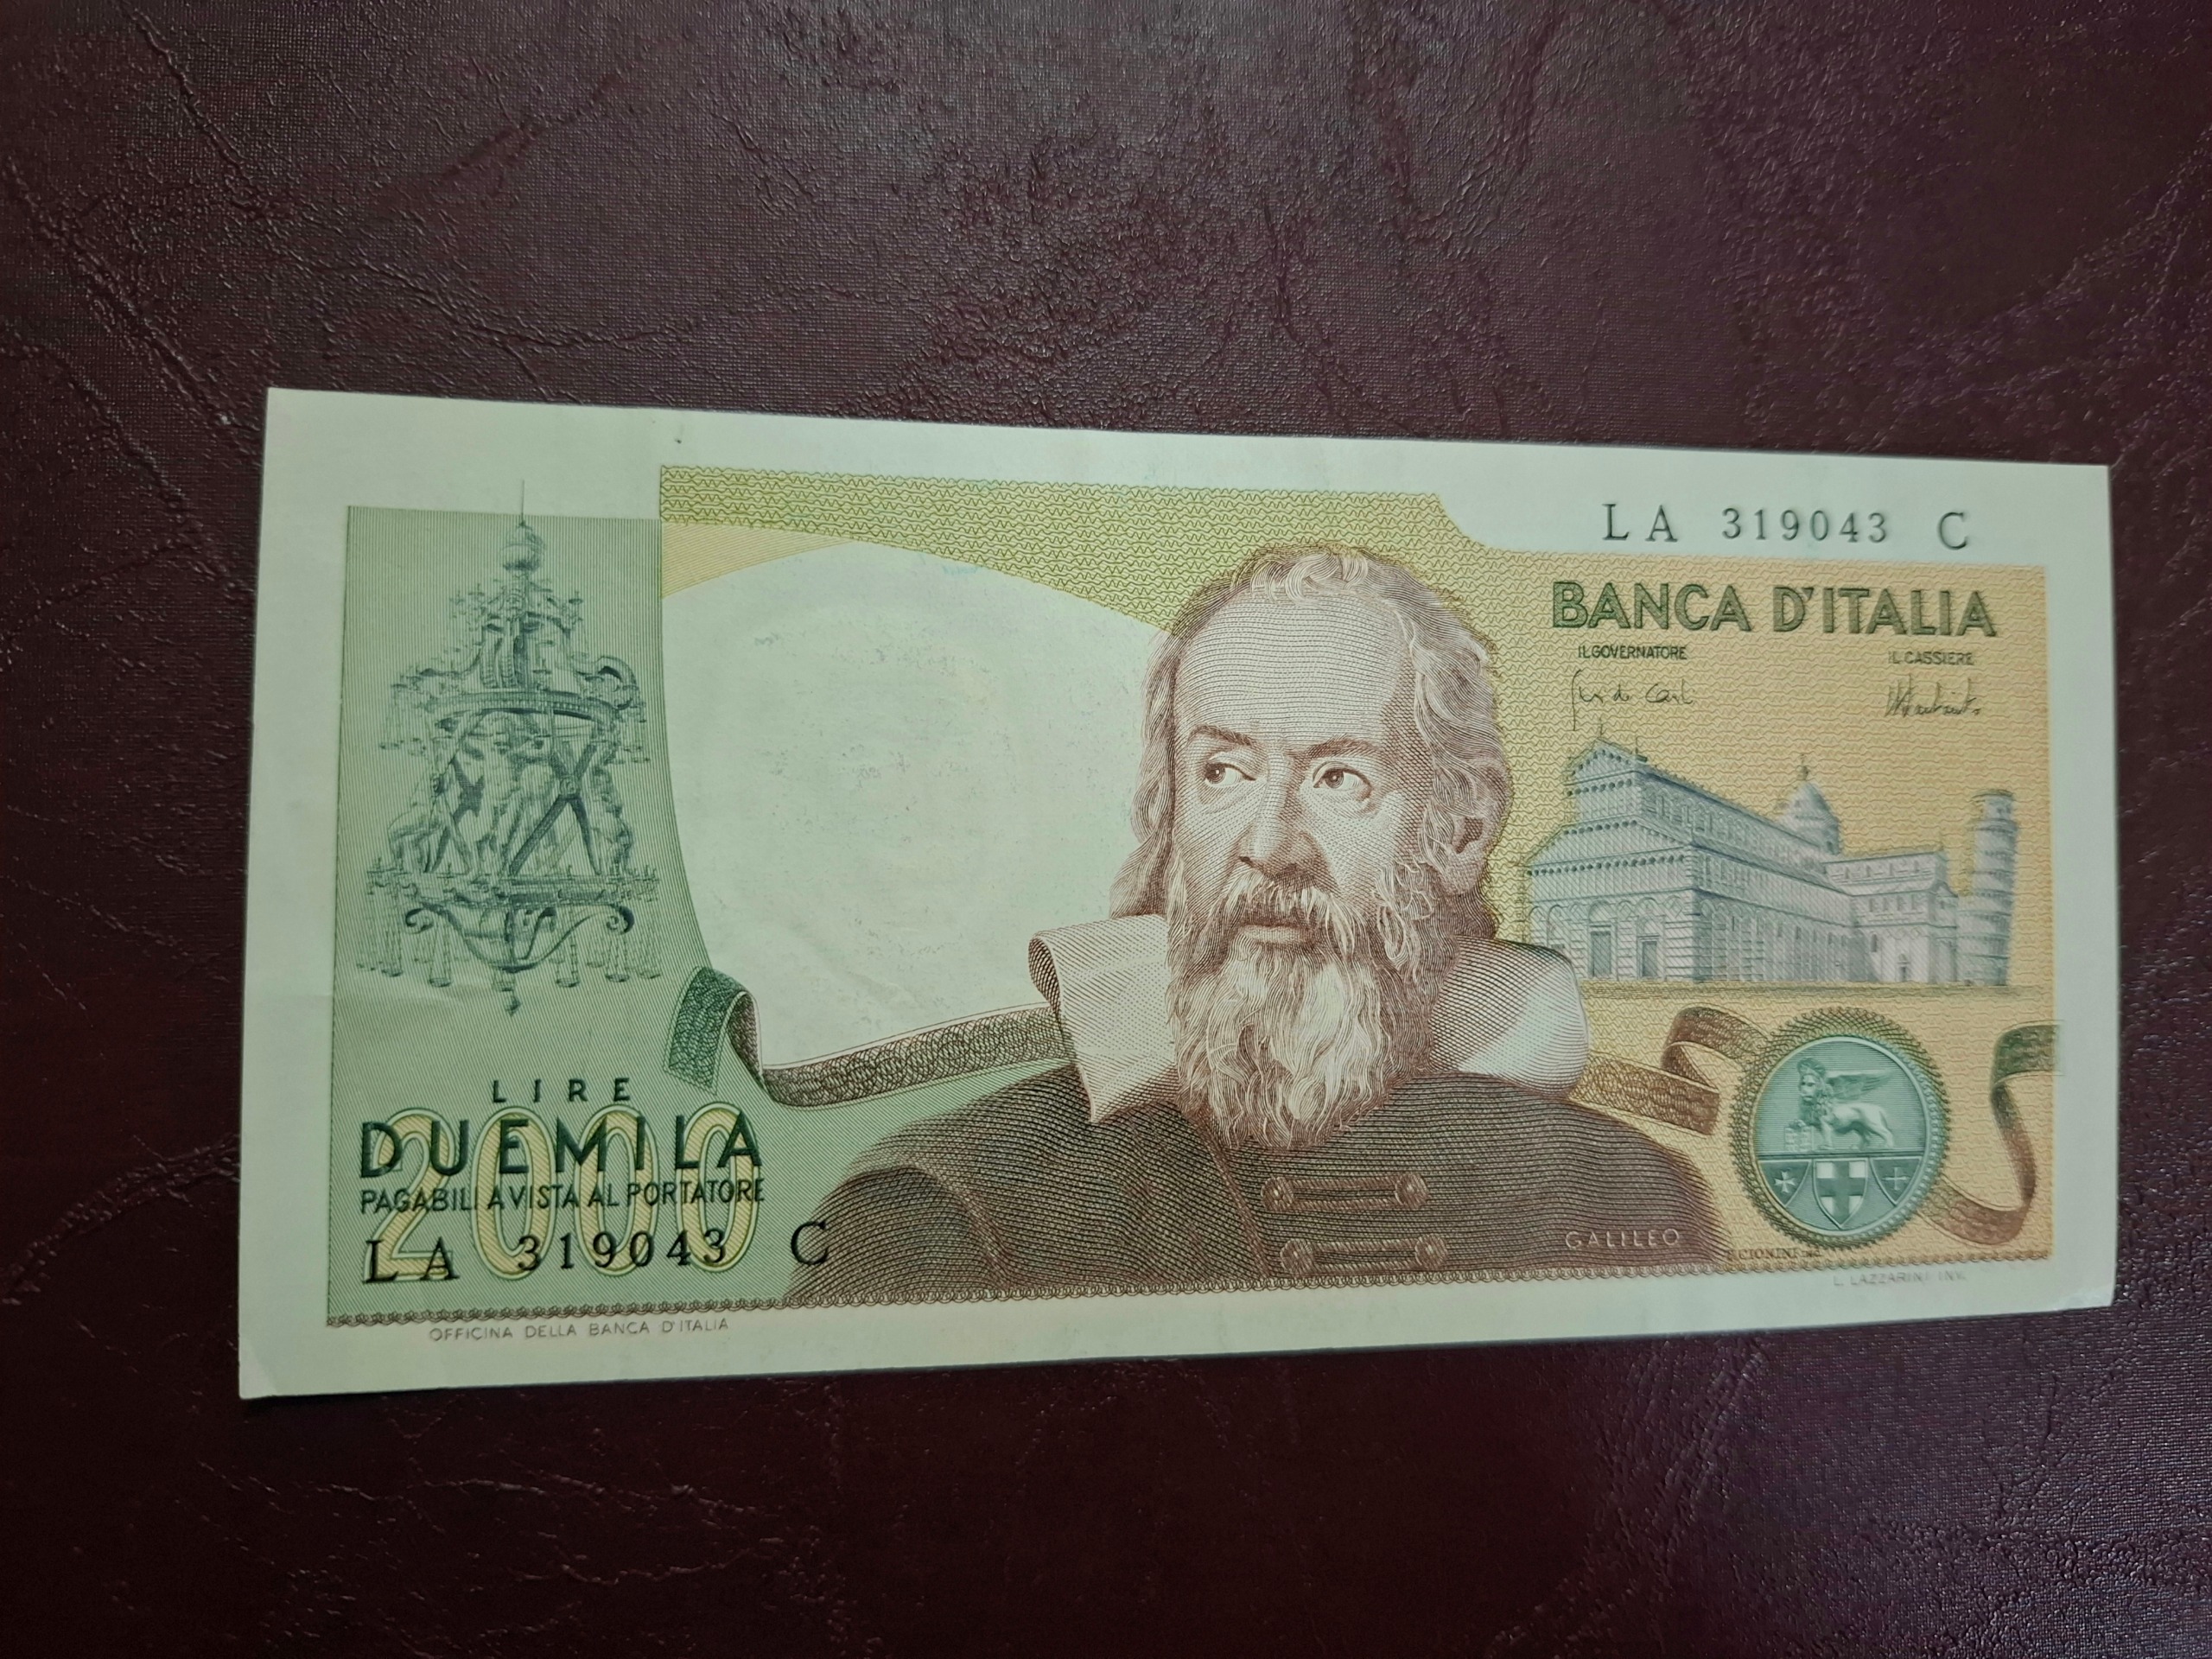 LA 319043 C
BANCA D'ITALIA
IL GOVERNATORE IL CASSIERE
LIRE
2000
DUEMILA
PAGABILI A VISTA AL PORTATORE
LA 319043 C
GALILEO
L. LAZZARINI INV.
OFFICINA DELLA BANCA D'ITALIA